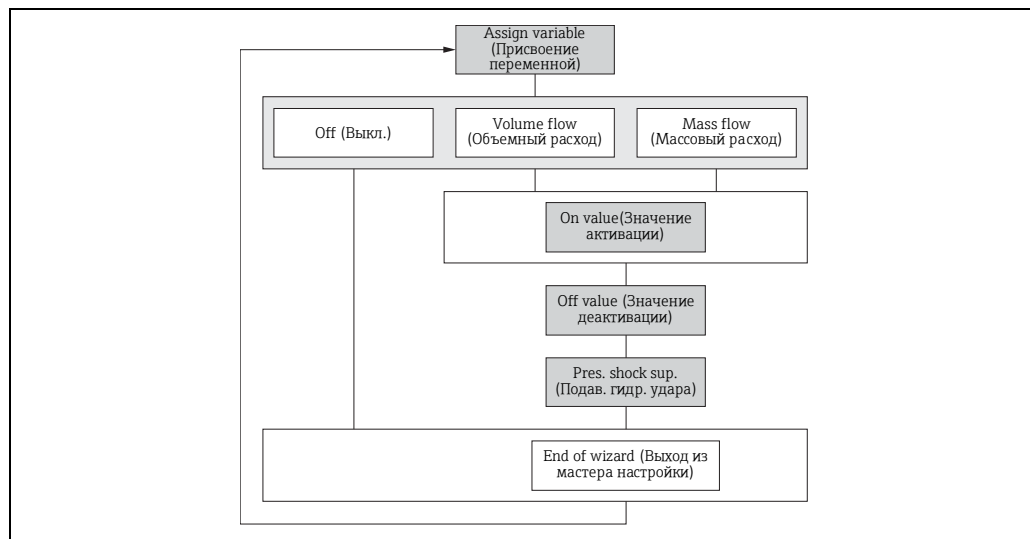 Assign variable
(Присвоение
переменной)
Off (Выкл.)
Volume flow
(Объемный расход)
Mass flow
(Массовый расход)
On value(Значение
активации)
Off value (Значение
деактивации)
Pres. shock sup.
(Подав. гидр. удара)
End of wizard (Выход из
мастера настройки)